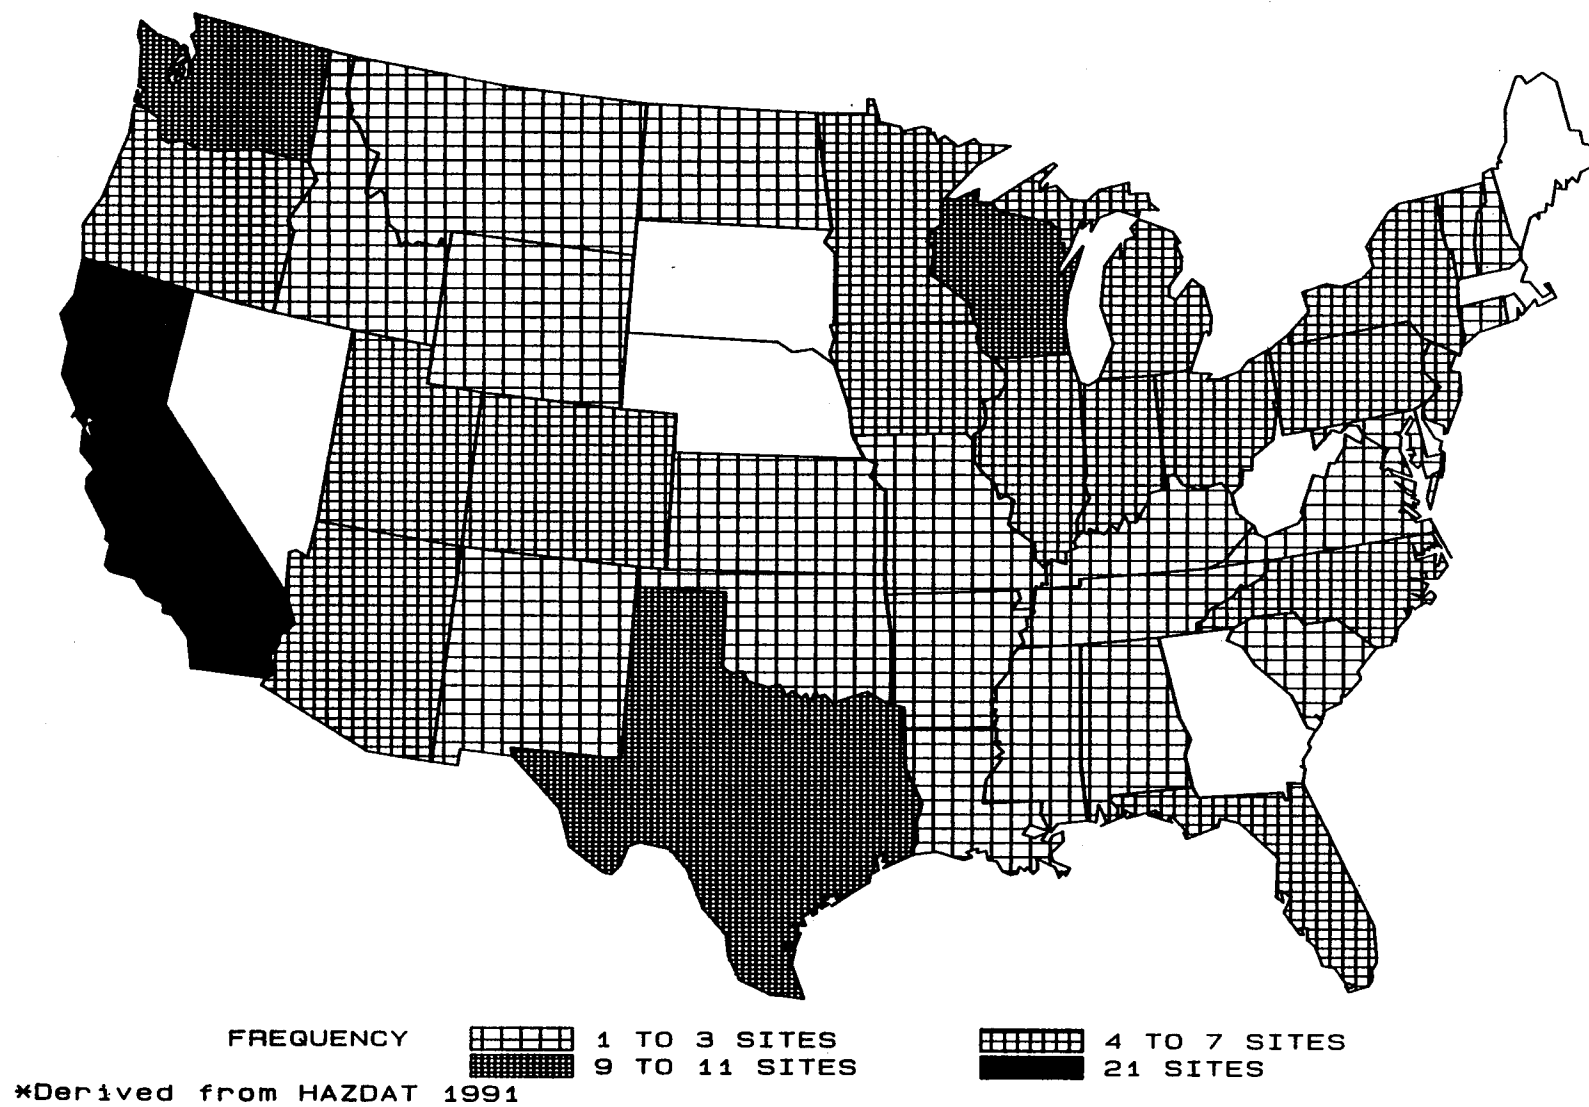 FREQUENCY 1 TO 3 SITES 4 TO 7 SITES
9 TO 11 SITES 21 SITES
*Derived from HAZDAT 1991